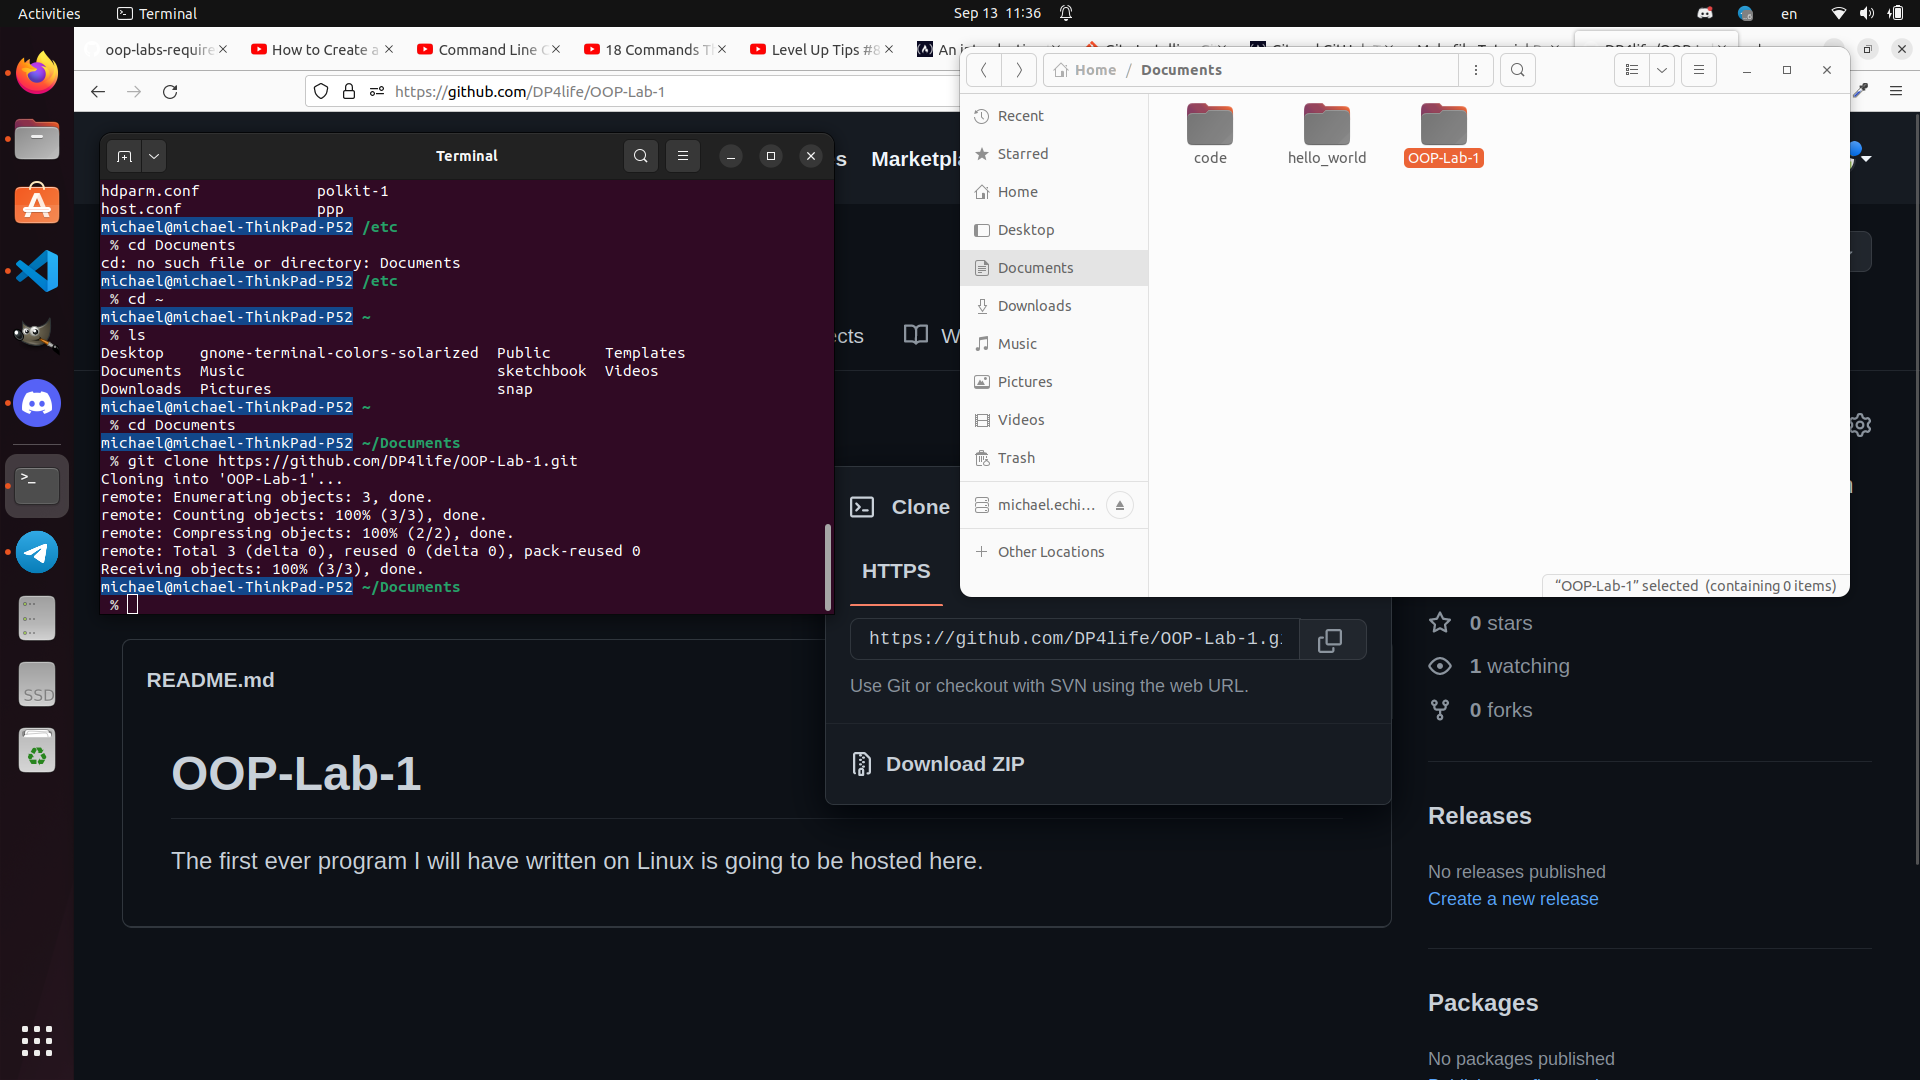 Activities
Terminal
Sep 13 11:36
en
oop-labs-require
How to Create a
Command Line C
18 Commands T
Level Up Tips #8
https://github.com/DP4life/OOP-Lab-1
Home / Documents
Terminal
Marketpla
hdparm.conf polkit-1
host.conf ppp
michael@michael-ThinkPad-P52 /etc
% cd Documents
cd: no such file or directory: Documents
michael@michael-ThinkPad-P52 /etc
% cd ~
michael@michael-ThinkPad-P52 ~
% ls
Desktop gnome-terminal-colors-solarized Public Templates
Documents Music sketchbook Videos
Downloads Pictures snap
michael@michael-ThinkPad-P52 ~
% cd Documents
michael@michael-ThinkPad-P52 ~/Documents
% git clone https://github.com/DP4life/OOP-Lab-1.git
Cloning into 'OOP-Lab-1'...
remote: Enumerating objects: 3, done.
remote: Counting objects: 100% (3/3), done.
remote: Compressing objects: 100% (2/2), done.
remote: Total 3 (delta 0), reused 0 (delta 0), pack-reused 0
Receiving objects: 100% (3/3), done.
michael@michael-ThinkPad-P52 ~/Documents
%
Recent
Starred
Home
Desktop
Documents
Downloads
Music
Pictures
Videos
Trash
michael.echi...
Other Locations
code
hello_world
OOP-Lab-1
“OOP-Lab-1” selected (containing 0 items)
ects
W
Clone
HTTPS
https://github.com/DP4life/OOP-Lab-1.gi
Use Git or checkout with SVN using the web URL.
Download ZIP
README.md
OOP-Lab-1
The first ever program I will have written on Linux is going to be hosted here.
0 stars
1 watching
0 forks
Releases
No releases published
Create a new release
Packages
No packages published
SSD